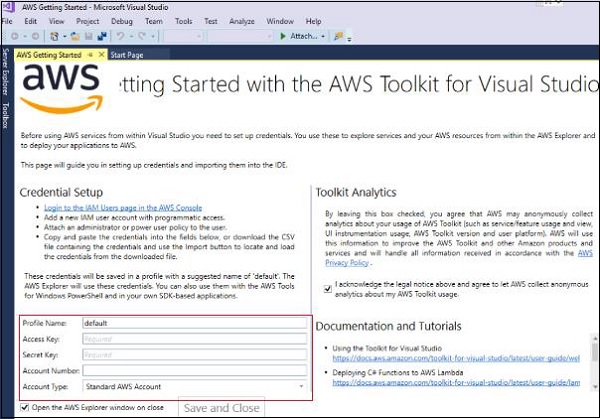 AWS Getting Started - Microsoft Visual Studio
File Edit View Project Debug Team Tools Test Analyze Window Help
Attach...
AWS Getting Started
Start Page
Server Explorer
Toolbox
aws
etting Started with the AWS Toolkit for Visual Studio
Before using AWS services from within Visual Studio you need to set up credentials. You use these to explore services and your AWS resources from within the AWS Explorer and
to deploy your applications to AWS.
This page will guide you in setting up credentials and importing them into the IDE.
Credential Setup
Login to the IAM Users page in the AWS Console
Add a new IAM user account with programmatic access.
Attach an administrator or power user policy to the user.
Copy and paste the credentials into the fields below, or download the CSV
file containing the credentials and use the Import button to locate and load
the credentials from the downloaded file.
These credentials will be saved in a profile with a suggested name of 'default'. The
AWS Explorer will use these credentials. You can also use them with the AWS Tools
for Windows PowerShell and in your own SDK-based applications.
Profile Name: default
Access Key: Required
Secret Key: Required
Account Number:
Account Type: Standard AWS Account
Open the AWS Explorer window on close
Save and Close
Toolkit Analytics
By leaving this box checked, you agree that AWS may anonymously collect
analytics about your usage of AWS Toolkit (such as service/feature usage and view,
UI instrumentation usage, AWS Toolkit version and user platform). AWS will use
this information to improve the AWS Toolkit and other Amazon products and
services and will handle all information received in accordance with the AWS
Privacy Policy .
I acknowledge the legal notice above and agree to let AWS collect anonymous
analytics about my AWS Toolkit usage.
Documentation and Tutorials
Using the Toolkit for Visual Studio
https://docs.aws.amazon.com/toolkit-for-visual-studio/latest/user-guide/wel
Deploying C# Functions to AWS Lambda
https://docs.aws.amazon.com/toolkit-for-visual-studio/latest/user-guide/lam